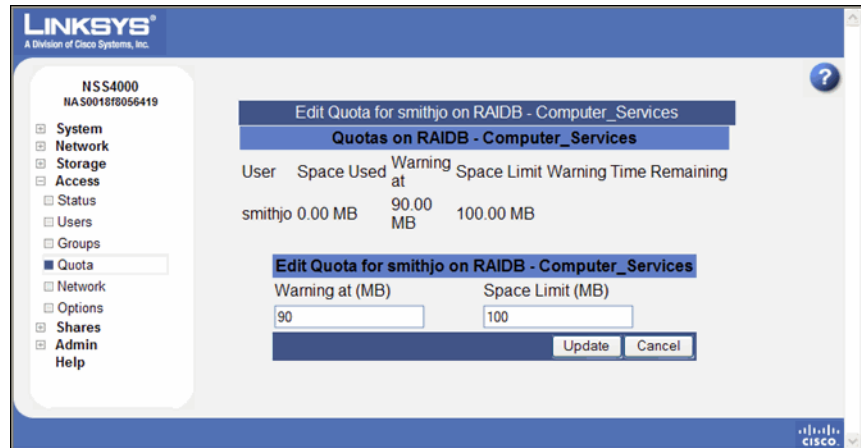 LINKSYS®
A Division of Cisco Systems, Inc.
?
NSS4000
NAS0018f8056419
System
Network
Storage
Access
Status
Users
Groups
Quota
Network
Options
Shares
Admin
Help
Edit Quota for smithjo on RAIDB - Computer_Services
Quotas on RAIDB - Computer_Services
User Space Used Warning at Space Limit Warning Time Remaining
smithjo 0.00 MB 90.00 MB 100.00 MB
Edit Quota for smithjo on RAIDB - Computer_Services
Warning at (MB) Space Limit (MB)
90 100
Update Cancel
CISCO.